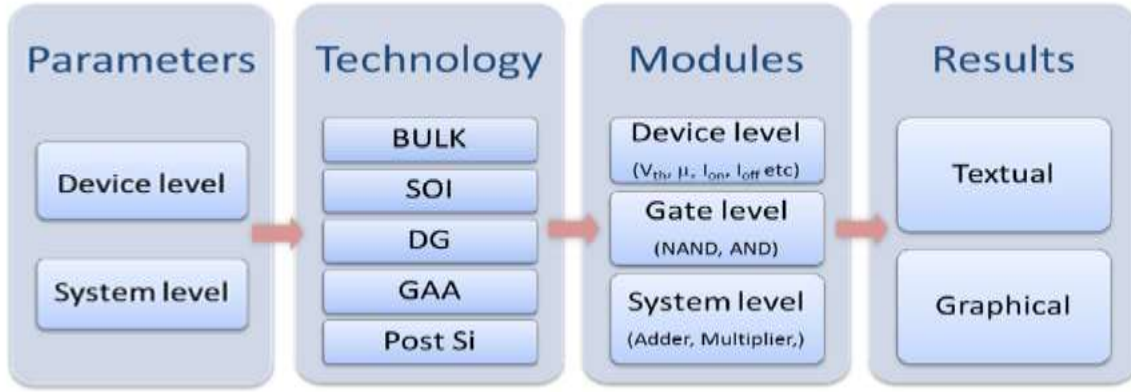 Parameters
Device level
System level
Technology
BULK
SOI
DG
GAA
Post Si
Modules
Device level
(Vth, μ, Ion, Ioff etc)
Gate level
(NAND, AND)
System level
(Adder, Multiplier,)
Results
Textual
Graphical